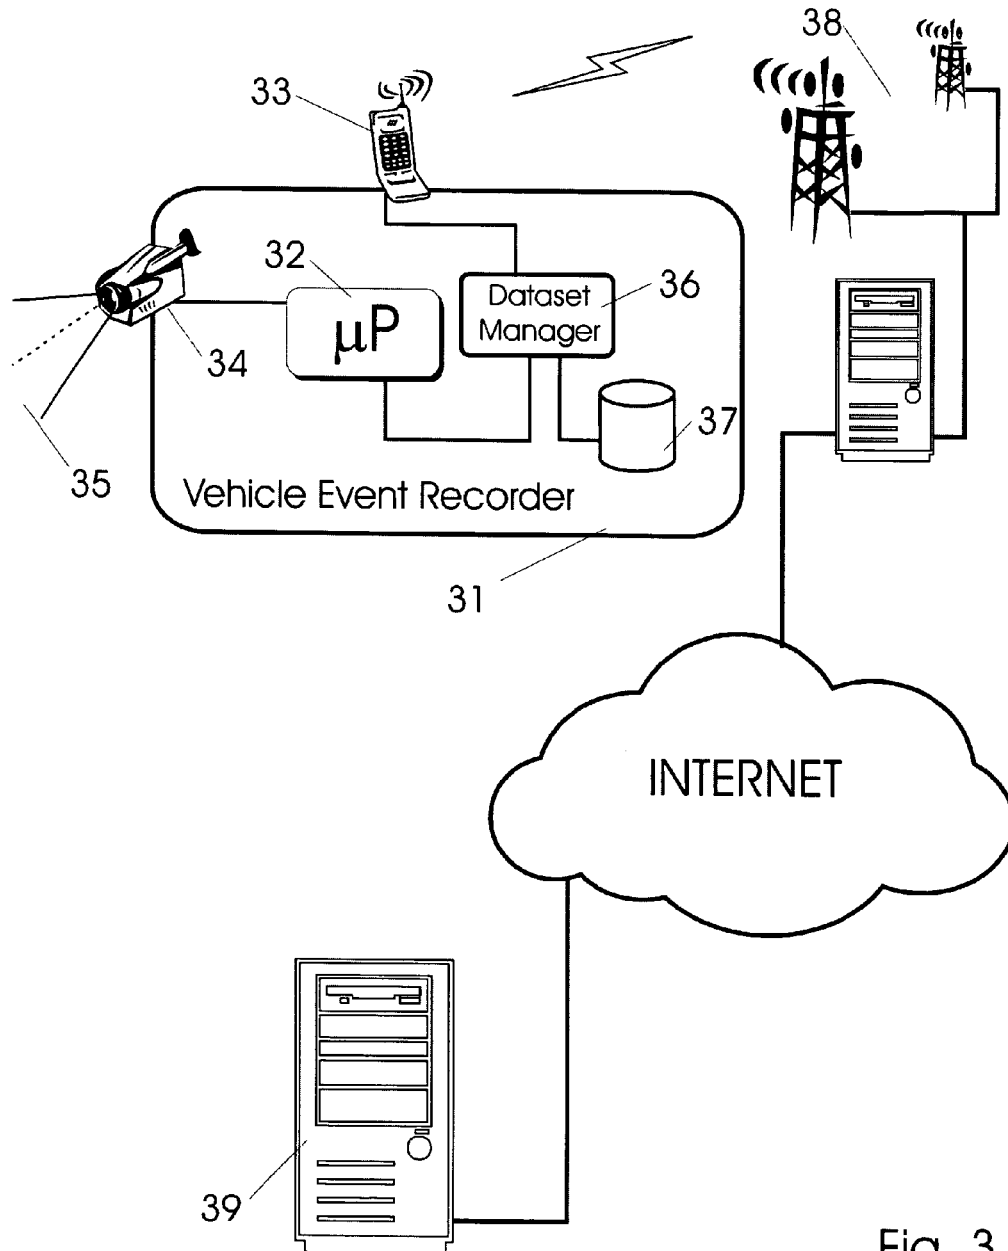 38
33
32
Dataset
Manager
36
µP
34
37
35
Vehicle Event Recorder
31
INTERNET
39
Fig. 3